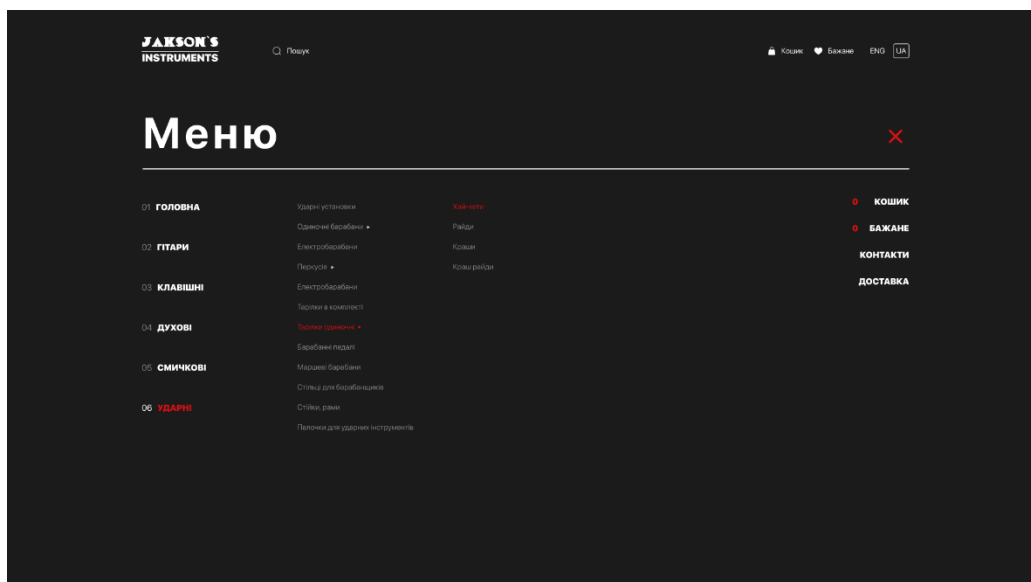 JAKSON`S
INSTRUMENTS
Пошук
Кошик
Бажане
ENG
UA
Меню
01 ГОЛОВНА
02 ГІТАРИ
03 КЛАВІШНІ
04 ДУХОВІ
05 СМИЧКОВІ
06 УДАРНІ
Ударні установки
Одиночні барабани
Електробарабани
Перкусія
Електробарабани
Тарілки в комплекті
Тарілки одиночні
Барабанні педалі
Маршеві барабани
Стільці для барабанщиків
Стійки, рами
Палочки для ударних інструментів
Хай-хети
Райди
Краши
Краш райди
0 КОШИК
0 БАЖАНЕ
КОНТАКТИ
ДОСТАВКА